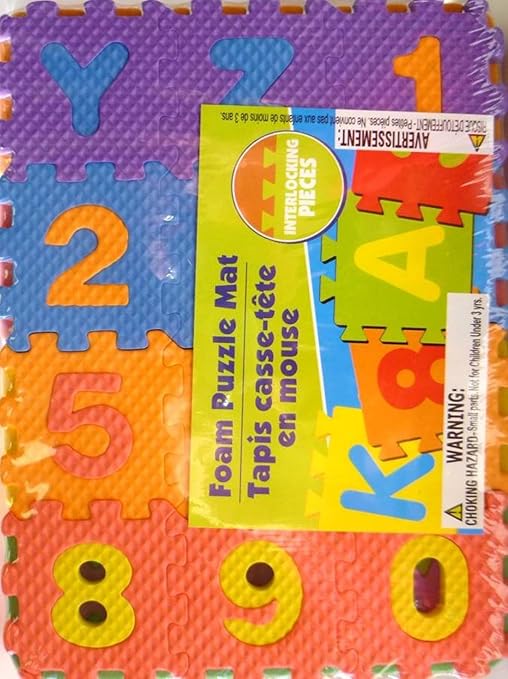 Y Z 1
2
5
8 9 0
INTERLOCKING
PIECES
Foam Puzzle Mat
Tapis casse-tête
en mousse
A
8
K
AVERTISSEMENT:
RISQUE D'ÉTOUFFEMENT - Petites pièces. Ne convient pas aux enfants de moins de 3 ans.
WARNING:
CHOKING HAZARD–Small parts. Not for Children Under 3 yrs.